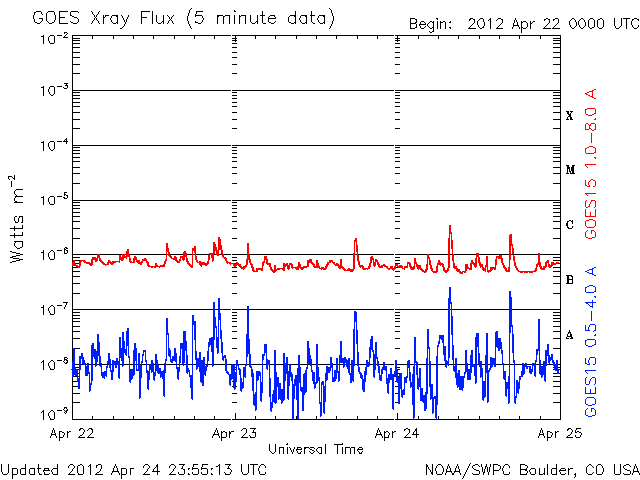 GOES Xray Flux (5 minute data)
Begin: 2012 Apr 22 0000 UTC
10⁻²
10⁻³
10⁻⁴
10⁻⁵
10⁻⁶
10⁻⁷
10⁻⁸
10⁻⁹
Watts m⁻²
X
M
C
B
A
GOES15 1.0-8.0 A
GOES15 0.5-4.0 A
Apr 22
Apr 23
Apr 24
Apr 25
Universal Time
Updated 2012 Apr 24 23:55:13 UTC
NOAA/SWPC Boulder, CO USA